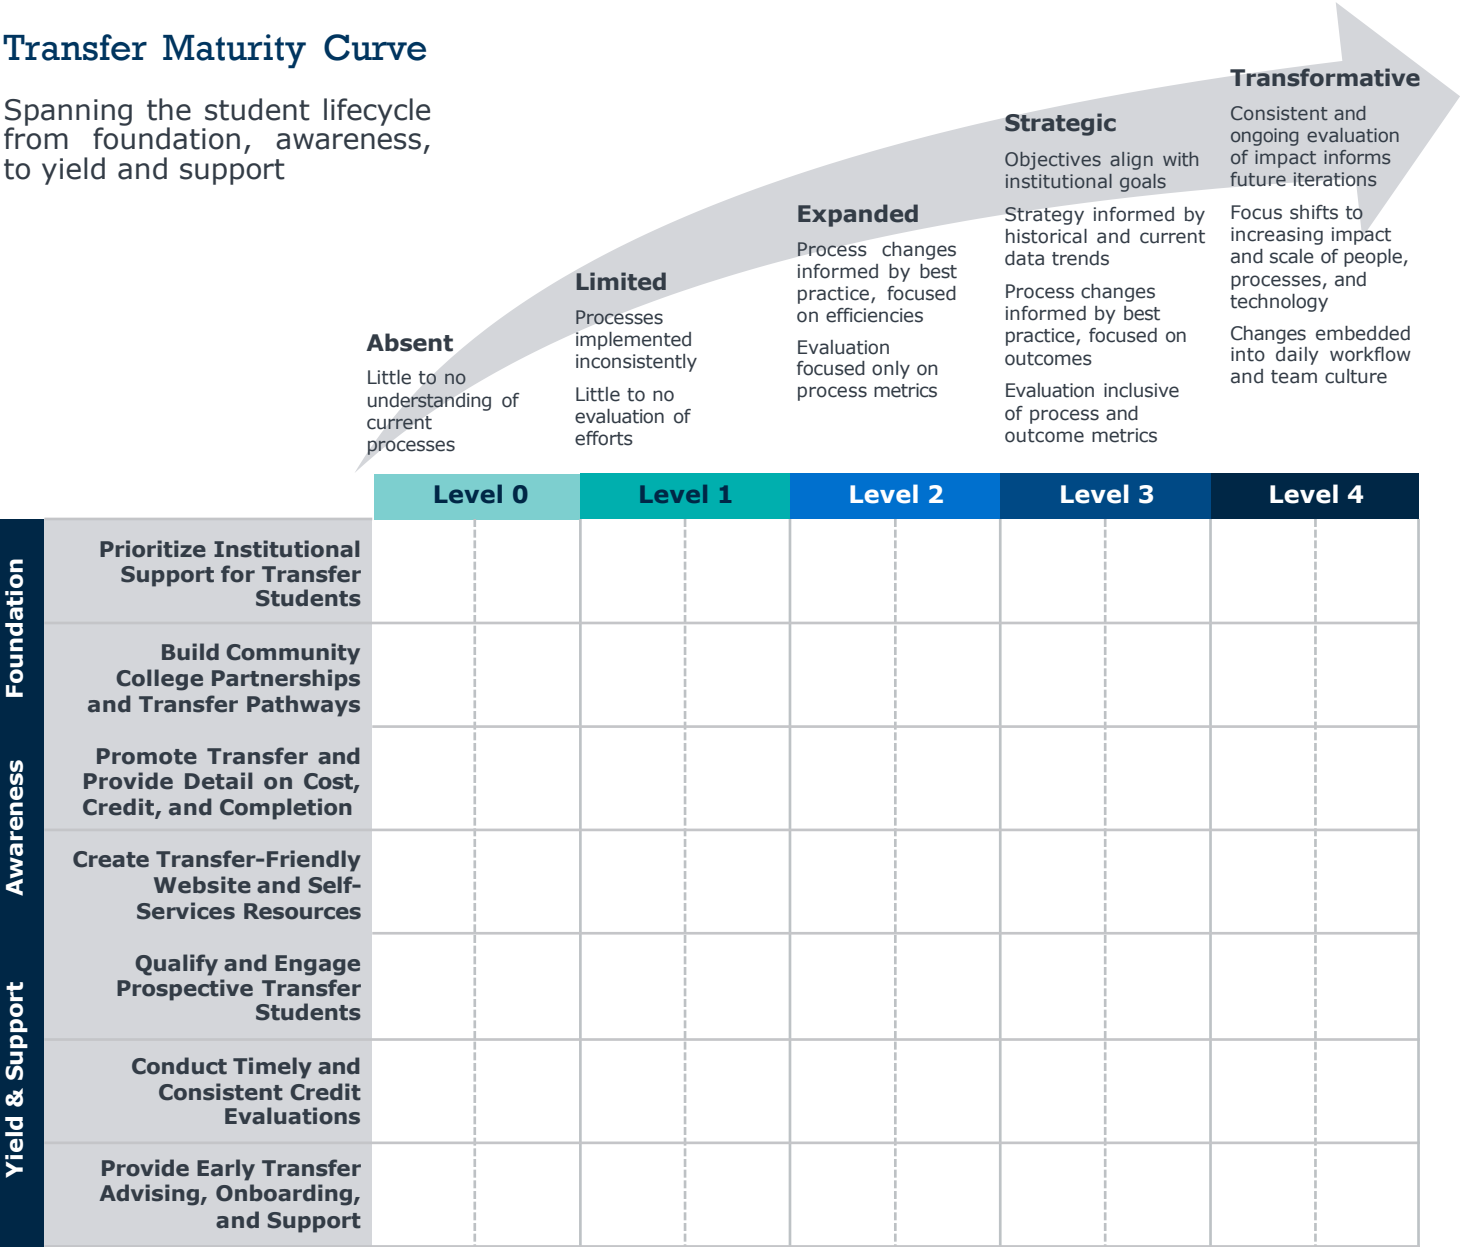 Transfer Maturity Curve
Spanning the student lifecycle
from foundation, awareness,
to yield and support
Absent
Little to no
understanding of
current
processes
Limited
Processes
implemented
inconsistently
Little to no
evaluation of
efforts
Expanded
Process changes
informed by best
practice, focused
on efficiencies
Evaluation
focused only on
process metrics
Strategic
Objectives align with
institutional goals
Strategy informed by
historical and current
data trends
Process changes
informed by best
practice, focused on
outcomes
Evaluation inclusive
of process and
outcome metrics
Transformative
Consistent and
ongoing evaluation
of impact informs
future iterations
Focus shifts to
increasing impact
and scale of people,
processes, and
technology
Changes embedded
into daily workflow
and team culture
Level 0
Level 1
Level 2
Level 3
Level 4
Foundation
Prioritize Institutional
Support for Transfer
Students
Build Community
College Partnerships
and Transfer Pathways
Awareness
Promote Transfer and
Provide Detail on Cost,
Credit, and Completion
Create Transfer-Friendly
Website and Self-
Services Resources
Yield & Support
Qualify and Engage
Prospective Transfer
Students
Conduct Timely and
Consistent Credit
Evaluations
Provide Early Transfer
Advising, Onboarding,
and Support